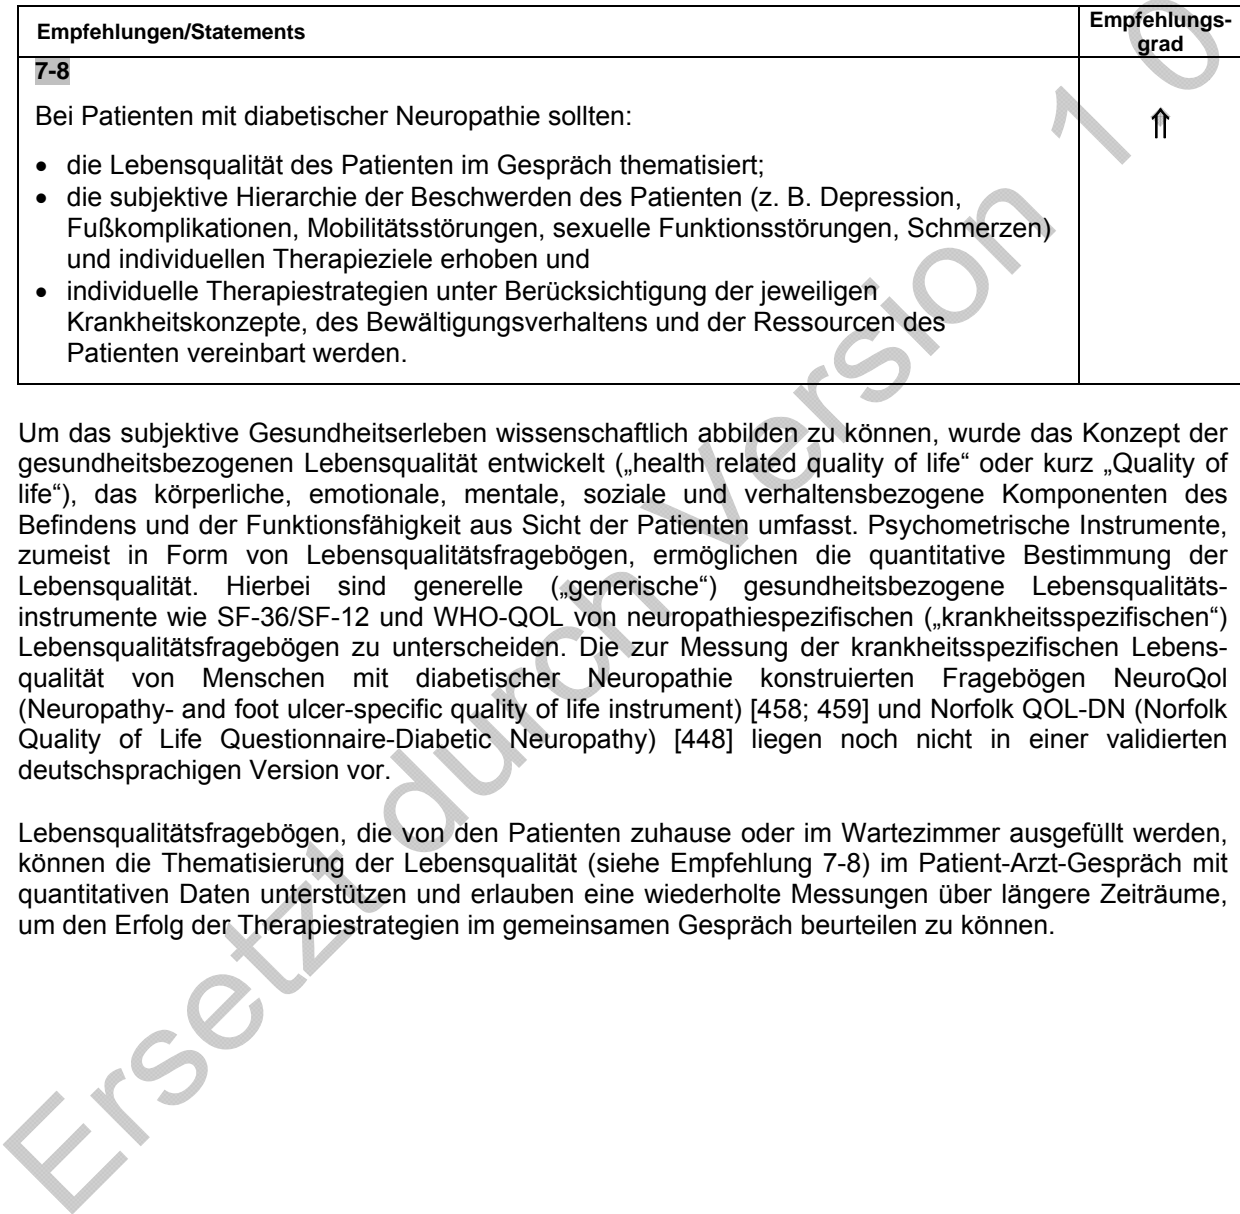 Empfehlungen/Statements
Empfehlungs-
grad
7-8
Bei Patienten mit diabetischer Neuropathie sollten:
⇑
• die Lebensqualität des Patienten im Gespräch thematisiert;
• die subjektive Hierarchie der Beschwerden des Patienten (z. B. Depression,
Fußkomplikationen, Mobilitätsstörungen, sexuelle Funktionsstörungen, Schmerzen)
und individuellen Therapieziele erhoben und
• individuelle Therapiestrategien unter Berücksichtigung der jeweiligen
Krankheitskonzepte, des Bewältigungsverhaltens und der Ressourcen des
Patienten vereinbart werden.
Um das subjektive Gesundheitserleben wissenschaftlich abbilden zu können, wurde das Konzept der
gesundheitsbezogenen Lebensqualität entwickelt („health related quality of life“ oder kurz „Quality of
life“), das körperliche, emotionale, mentale, soziale und verhaltensbezogene Komponenten des
Befindens und der Funktionsfähigkeit aus Sicht der Patienten umfasst. Psychometrische Instrumente,
zumeist in Form von Lebensqualitätsfragebögen, ermöglichen die quantitative Bestimmung der
Lebensqualität. Hierbei sind generelle („generische“) gesundheitsbezogene Lebensqualitäts-
instrumente wie SF-36/SF-12 und WHO-QOL von neuropathiespezifischen („krankheitsspezifischen“)
Lebensqualitätsfragebögen zu unterscheiden. Die zur Messung der krankheitsspezifischen Lebens-
qualität von Menschen mit diabetischer Neuropathie konstruierten Fragebögen NeuroQol
(Neuropathy- and foot ulcer-specific quality of life instrument) [458; 459] und Norfolk QOL-DN (Norfolk
Quality of Life Questionnaire-Diabetic Neuropathy) [448] liegen noch nicht in einer validierten
deutschsprachigen Version vor.
Lebensqualitätsfragebögen, die von den Patienten zuhause oder im Wartezimmer ausgefüllt werden,
können die Thematisierung der Lebensqualität (siehe Empfehlung 7-8) im Patient-Arzt-Gespräch mit
quantitativen Daten unterstützen und erlauben eine wiederholte Messungen über längere Zeiträume,
um den Erfolg der Therapiestrategien im gemeinsamen Gespräch beurteilen zu können.
Ersetzt durch Version 1 0